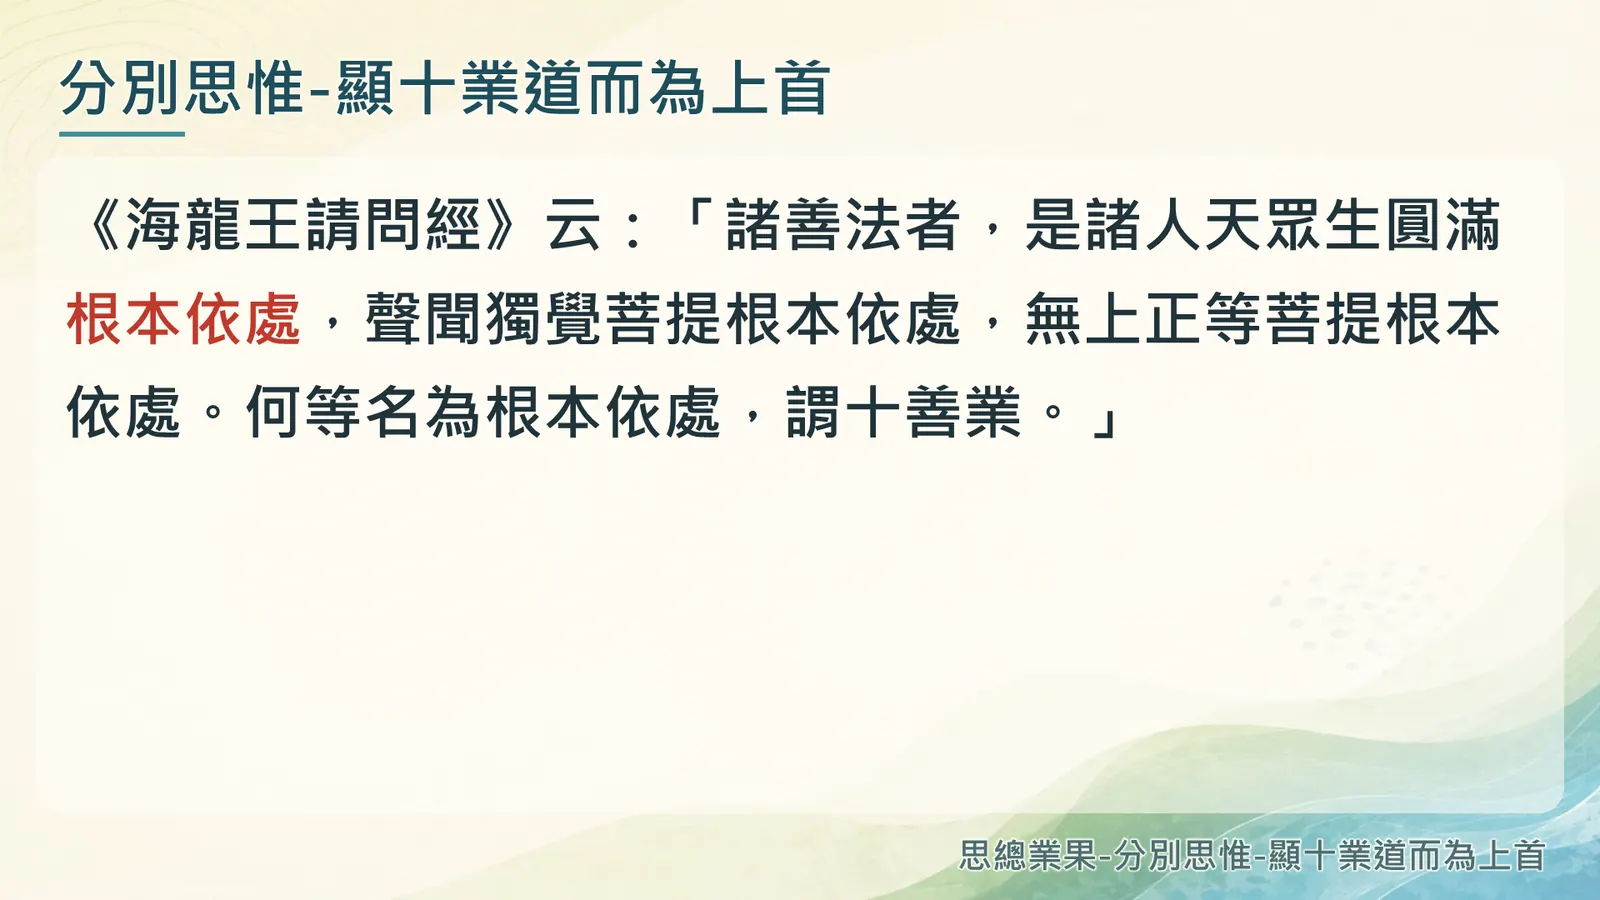 分別思惟-顯十業道而為上首
《海龍王請問經》云：「諸善法者，是諸人天眾生圓滿
根本依處，聲聞獨覺菩提根本依處，無上正等菩提根本
依處。何等名為根本依處，謂十善業。」
思總業果-分別思惟-顯十業道而為上首